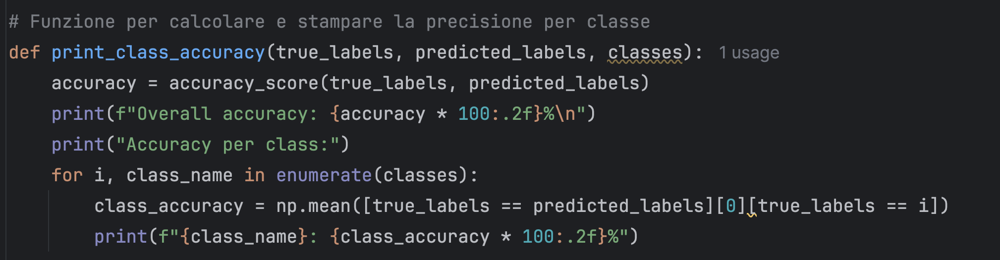 # Funzione per calcolare e stampare la precisione per classe
def print_class_accuracy(true_labels, predicted_labels, classes): 1 usage
    accuracy = accuracy_score(true_labels, predicted_labels)
    print(f"Overall accuracy: {accuracy * 100:.2f}%\n")
    print("Accuracy per class:")
    for i, class_name in enumerate(classes):
        class_accuracy = np.mean([true_labels == predicted_labels][0][true_labels == i])
        print(f"{class_name}: {class_accuracy * 100:.2f}%")